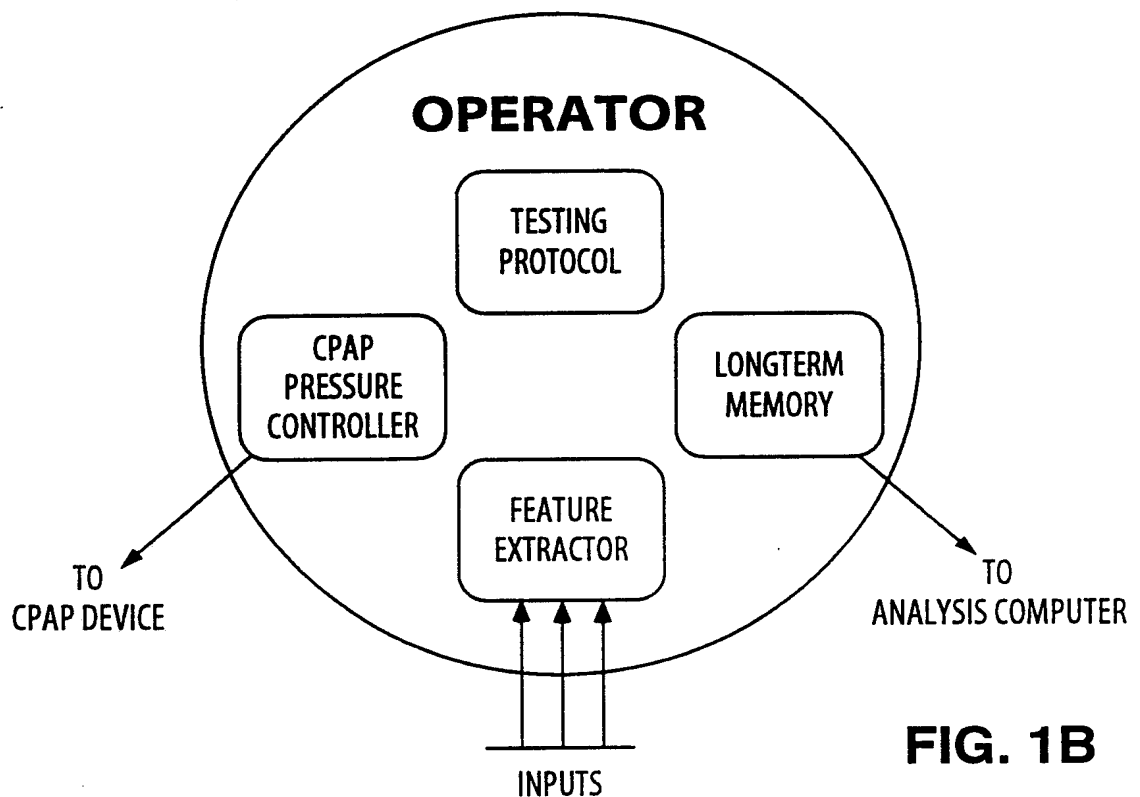 OPERATOR
TESTING
PROTOCOL
CPAP
PRESSURE
CONTROLLER
LONGTERM
MEMORY
FEATURE
EXTRACTOR
TO
CPAP DEVICE
TO
ANALYSIS COMPUTER
INPUTS
FIG. 1B